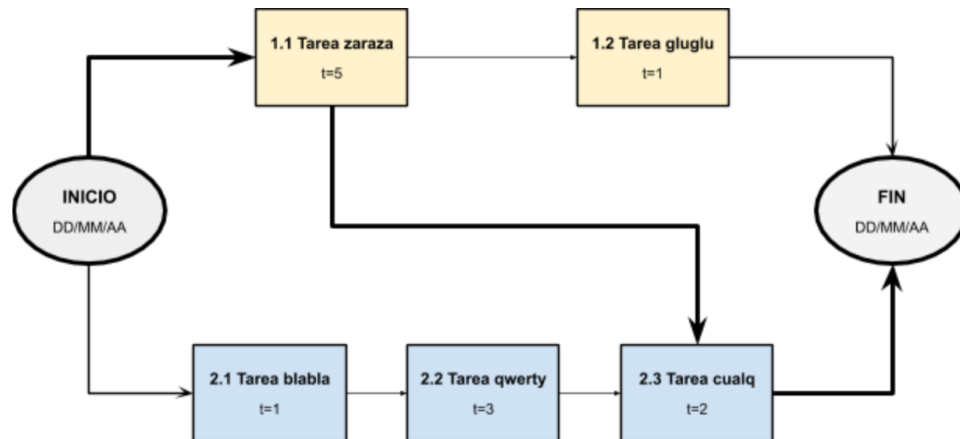 1.1 Tarea zaraza
t=5
1.2 Tarea gluglu
t=1
INICIO
DD/MM/AA
FIN
DD/MM/AA
2.1 Tarea blabla
t=1
2.2 Tarea qwerty
t=3
2.3 Tarea cualq
t=2